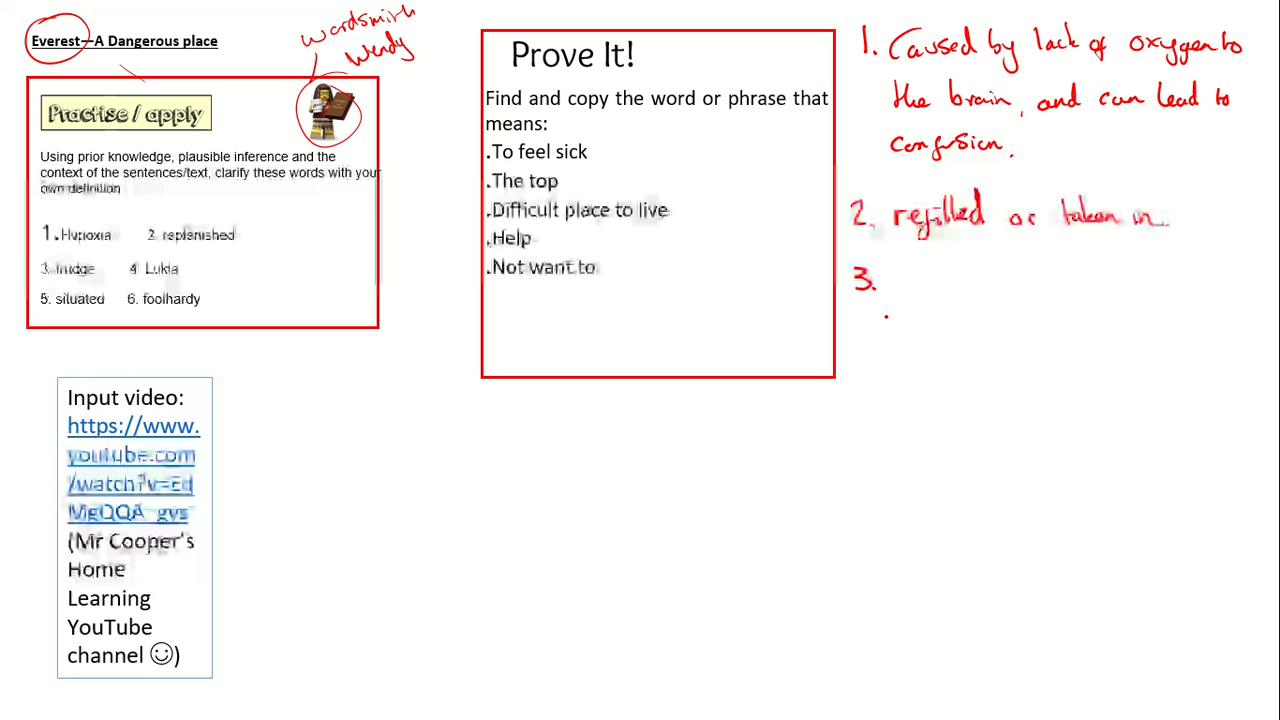 Everest—A Dangerous place
Wordsmith
Wendy
Practise / apply
Using prior knowledge, plausible inference and the
context of the sentences/text, clarify these words with your
own definition
1. Hypoxia 2. replenished
3. trudge 4. Lukla
5. situated 6. foolhardy
Input video:
https://www.
youtube.com
/watch?v=
(Mr Cooper's
Home
Learning
YouTube
channel ☺)
Prove It!
Find and copy the word or phrase that
means:
.To feel sick
.The top
.Difficult place to live
.Help
.Not want to
1. Caused by lack of oxygen to
the brain, and can lead to
confusion.
2. refilled or taken in
3.